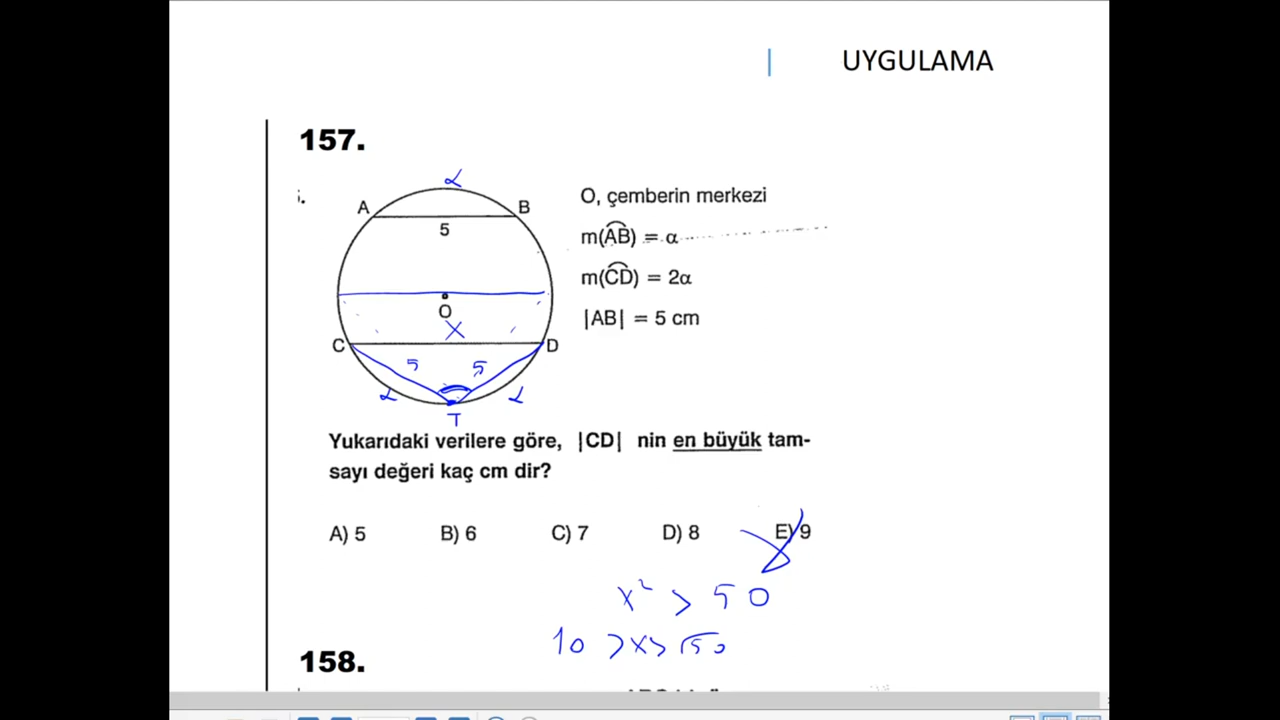 UYGULAMA
157.
α
A
B
5
O, çemberin merkezi
m(AB) = α
m(CD) = 2α
|AB| = 5 cm
O
X
C
D
5
5
α
α
T
Yukarıdaki verilere göre, |CD| nin en büyük tam-
sayı değeri kaç cm dir?
A) 5 B) 6 C) 7 D) 8 E) 9
x² > 50
10 > x > √50
158.